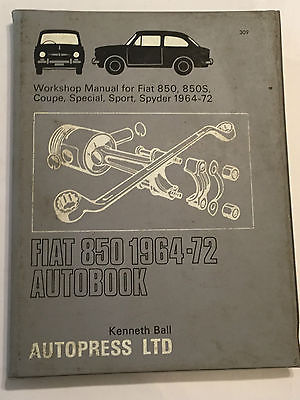 309
Workshop Manual for Fiat 850, 850S,
Coupe, Special, Sport, Spyder 1964-72
FIAT 850 1964-72
AUTOBOOK
Kenneth Ball
AUTOPRESS LTD